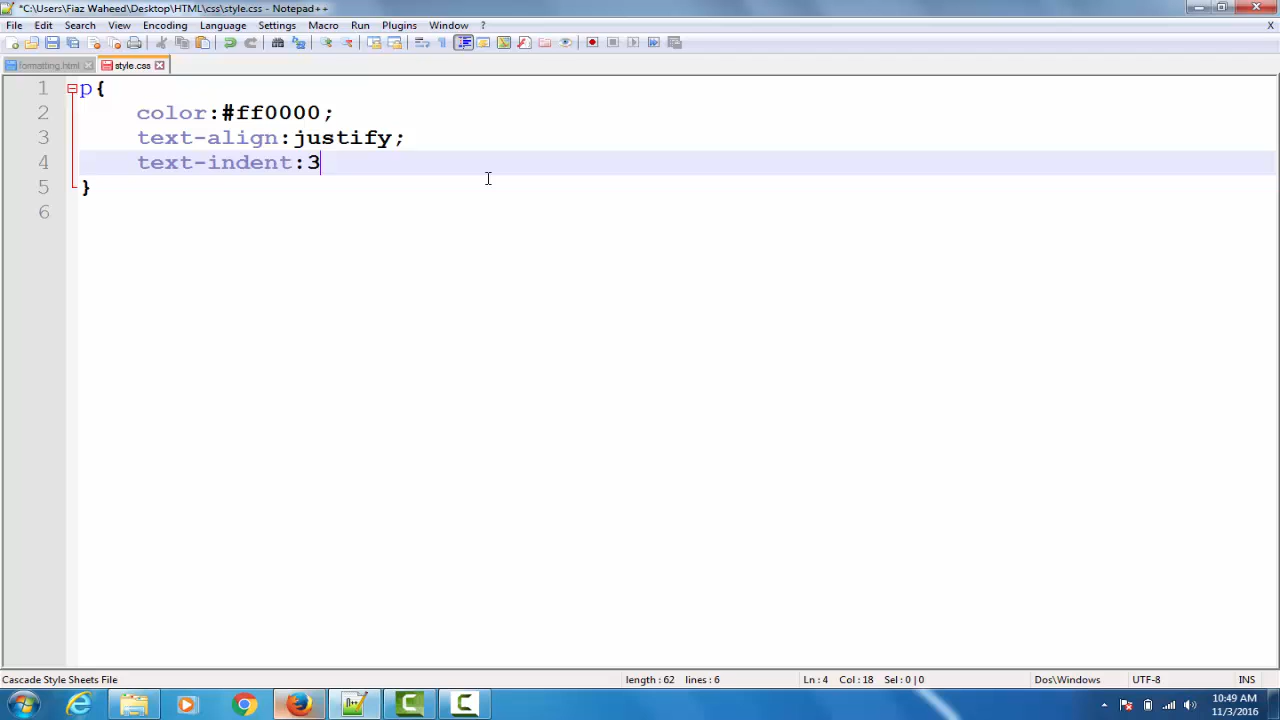 *C:\Users\Fiaz Waheed\Desktop\HTML\css\style.css - Notepad++
File Edit Search View Encoding Language Settings Macro Run Plugins Window ? X
formatting.html style.css
1 p{
2 color:#ff0000;
3 text-align:justify;
4 text-indent:3
5 }
6
Cascade Style Sheets File length : 62 lines : 6 Ln : 4 Col : 18 Sel : 0 | 0 Dos\Windows UTF-8 INS
10:49 AM
11/3/2016